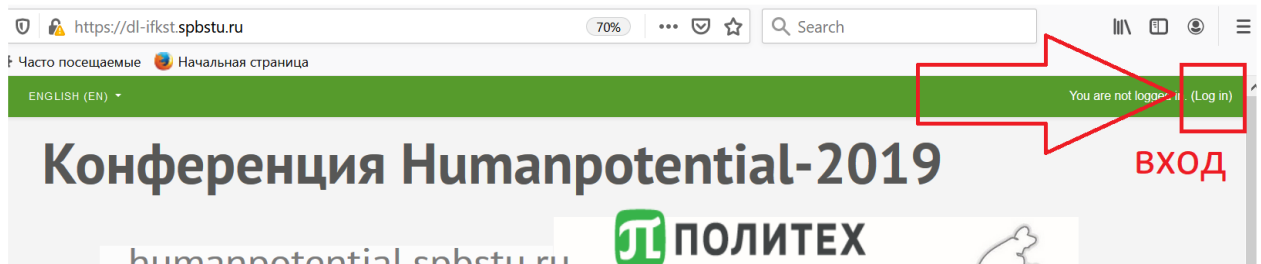 https://dl-ifkst.spbstu.ru 70% Search
Часто посещаемые Начальная страница
ENGLISH (EN) You are not logged in. (Log in)
Конференция Humanpotential-2019
вход
ПОЛИТЕХ
humanpotential.spbstu.ru